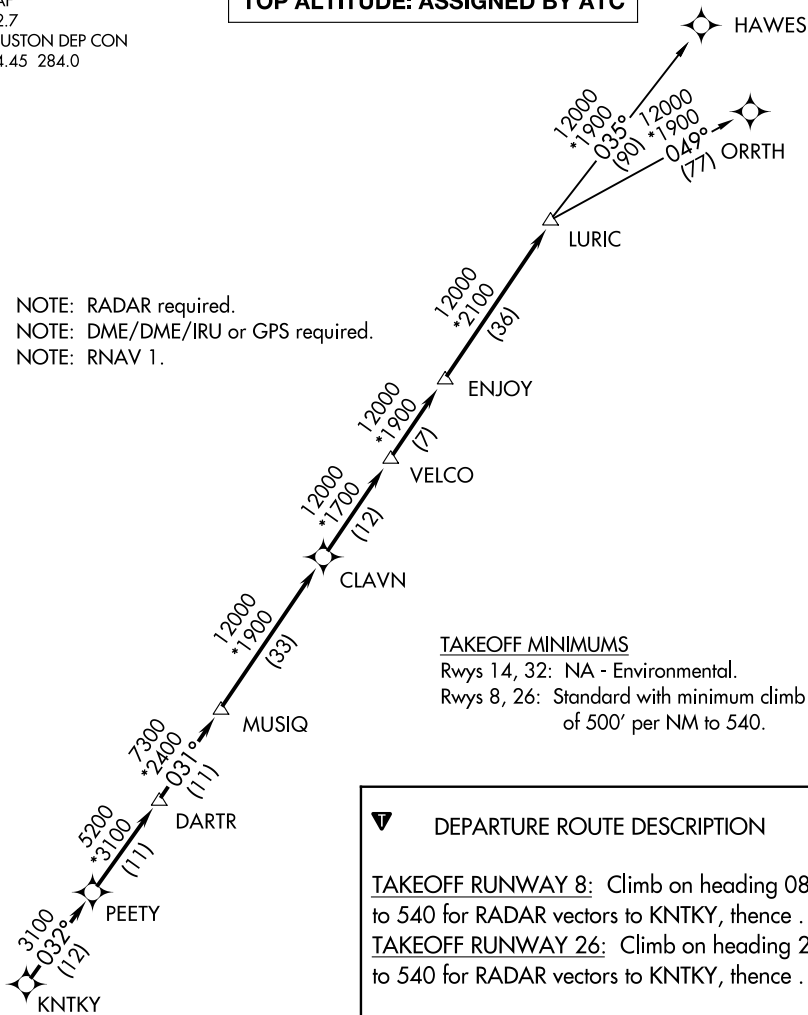 2.7
USTON DEP CON
4.45 284.0
TOP ALTITUDE: ASSIGNED BY ATC
HAWES
12000
*1900
035°
(90)
12000
*1900
049°
(77)
ORRTH
LURIC
12000
*2100
(36)
NOTE: RADAR required.
NOTE: DME/DME/IRU or GPS required.
NOTE: RNAV 1.
ENJOY
12000
*1900
(7)
VELCO
12000
*1700
(12)
CLAVN
12000
*1900
(33)
TAKEOFF MINIMUMS
Rwys 14, 32: NA - Environmental.
Rwys 8, 26: Standard with minimum climb
of 500' per NM to 540.
MUSIQ
7300
*2400
031°
(11)
DARTR
5200
*3100
(11)
PEETY
3100
032°
(12)
KNTKY
T DEPARTURE ROUTE DESCRIPTION
TAKEOFF RUNWAY 8: Climb on heading 08
to 540 for RADAR vectors to KNTKY, thence .
TAKEOFF RUNWAY 26: Climb on heading 2
to 540 for RADAR vectors to KNTKY, thence .